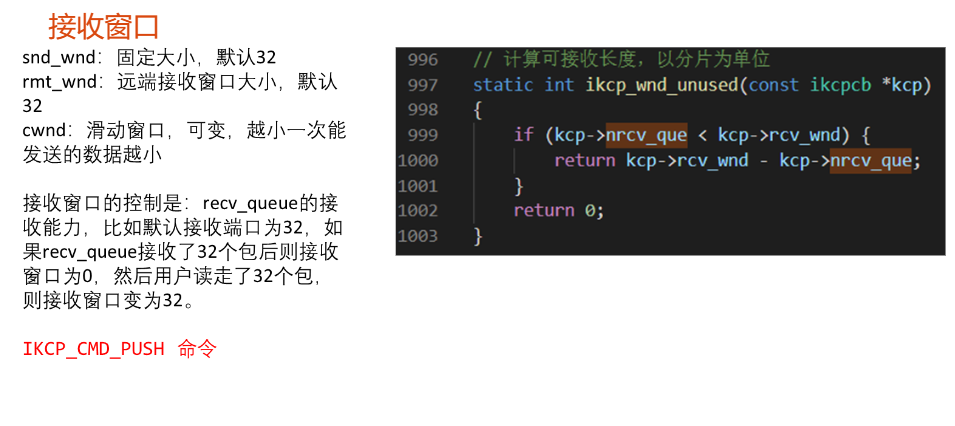 接收窗口
snd_wnd：固定大小，默认32
rmt_wnd：远端接收窗口大小，默认
32
cwnd：滑动窗口，可变，越小一次能
发送的数据越小
接收窗口的控制是：recv_queue的接
收能力，比如默认接收端口为32，如
果recv_queue接收了32个包后则接收
窗口为0，然后用户读走了32个包，
则接收窗口变为32。
IKCP_CMD_PUSH 命令
996 // 计算可接收长度，以分片为单位
997 static int ikcp_wnd_unused(const ikcpcb *kcp)
998 {
999 if (kcp->nrcv_que < kcp->rcv_wnd) {
1000 return kcp->rcv_wnd - kcp->nrcv_que;
1001 }
1002 return 0;
1003 }